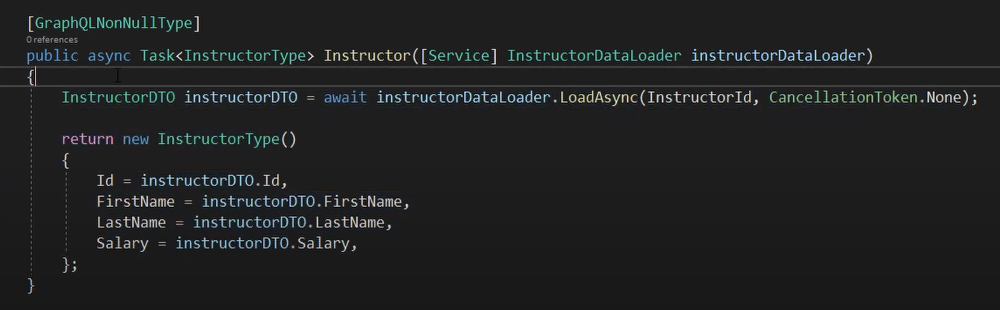 [GraphQLNonNullType]
0 references
public async Task<InstructorType> Instructor([Service] InstructorDataLoader instructorDataLoader)
{
InstructorDTO instructorDTO = await instructorDataLoader.LoadAsync(InstructorId, CancellationToken.None);
return new InstructorType()
{
Id = instructorDTO.Id,
FirstName = instructorDTO.FirstName,
LastName = instructorDTO.LastName,
Salary = instructorDTO.Salary,
};
}